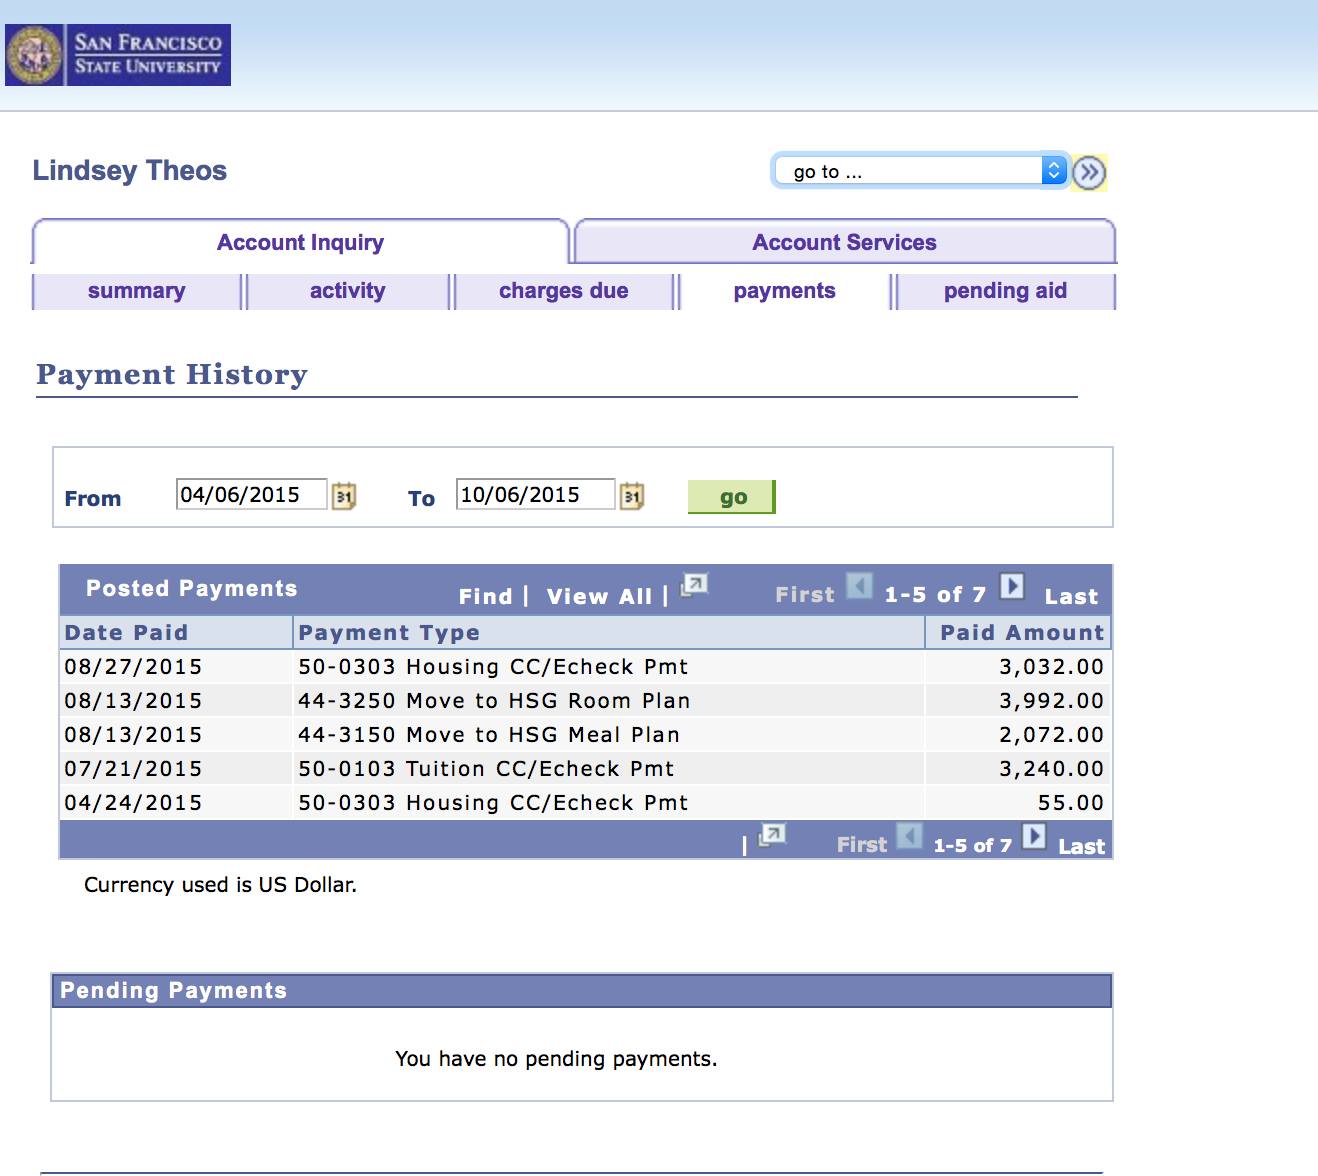 SAN FRANCISCO
STATE UNIVERSITY
Lindsey Theos
go to ...
Account Inquiry Account Services
summary activity charges due payments pending aid
Payment History
From 04/06/2015 31 To 10/06/2015 31 go
Posted Payments Find | View All | First 1-5 of 7 Last
Date Paid Payment Type Paid Amount
08/27/2015 50-0303 Housing CC/Echeck Pmt 3,032.00
08/13/2015 44-3250 Move to HSG Room Plan 3,992.00
08/13/2015 44-3150 Move to HSG Meal Plan 2,072.00
07/21/2015 50-0103 Tuition CC/Echeck Pmt 3,240.00
04/24/2015 50-0303 Housing CC/Echeck Pmt 55.00
| First 1-5 of 7 Last
Currency used is US Dollar.
Pending Payments
You have no pending payments.